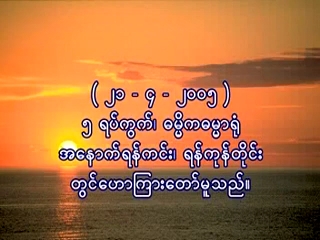 ( ၂၁ - ၄ - ၂၀၀၅ )
၅ ရပ်ကွက်၊ ဓမ္မိကဓမ္မာရုံ
အနောက်ရန်ကင်း၊ ရန်ကုန်တိုင်း
တွင်ဟောကြားတော်မူသည်။